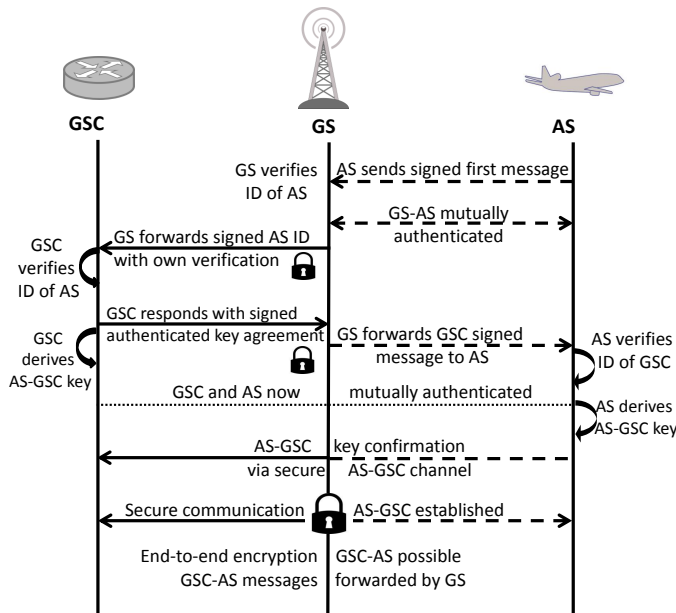 GSC
GS
AS
GS verifies
ID of AS
AS sends signed first message
GS-AS mutually
authenticated
GSC
verifies
ID of AS
GS forwards signed AS ID
with own verification
GSC responds with signed
authenticated key agreement
GSC
derives
AS-GSC key
GS forwards GSC signed
message to AS
AS verifies
ID of GSC
GSC and AS now mutually authenticated
AS derives
AS-GSC key
AS-GSC key confirmation
via secure AS-GSC channel
Secure communication AS-GSC established
End-to-end encryption GSC-AS possible
GSC-AS messages forwarded by GS